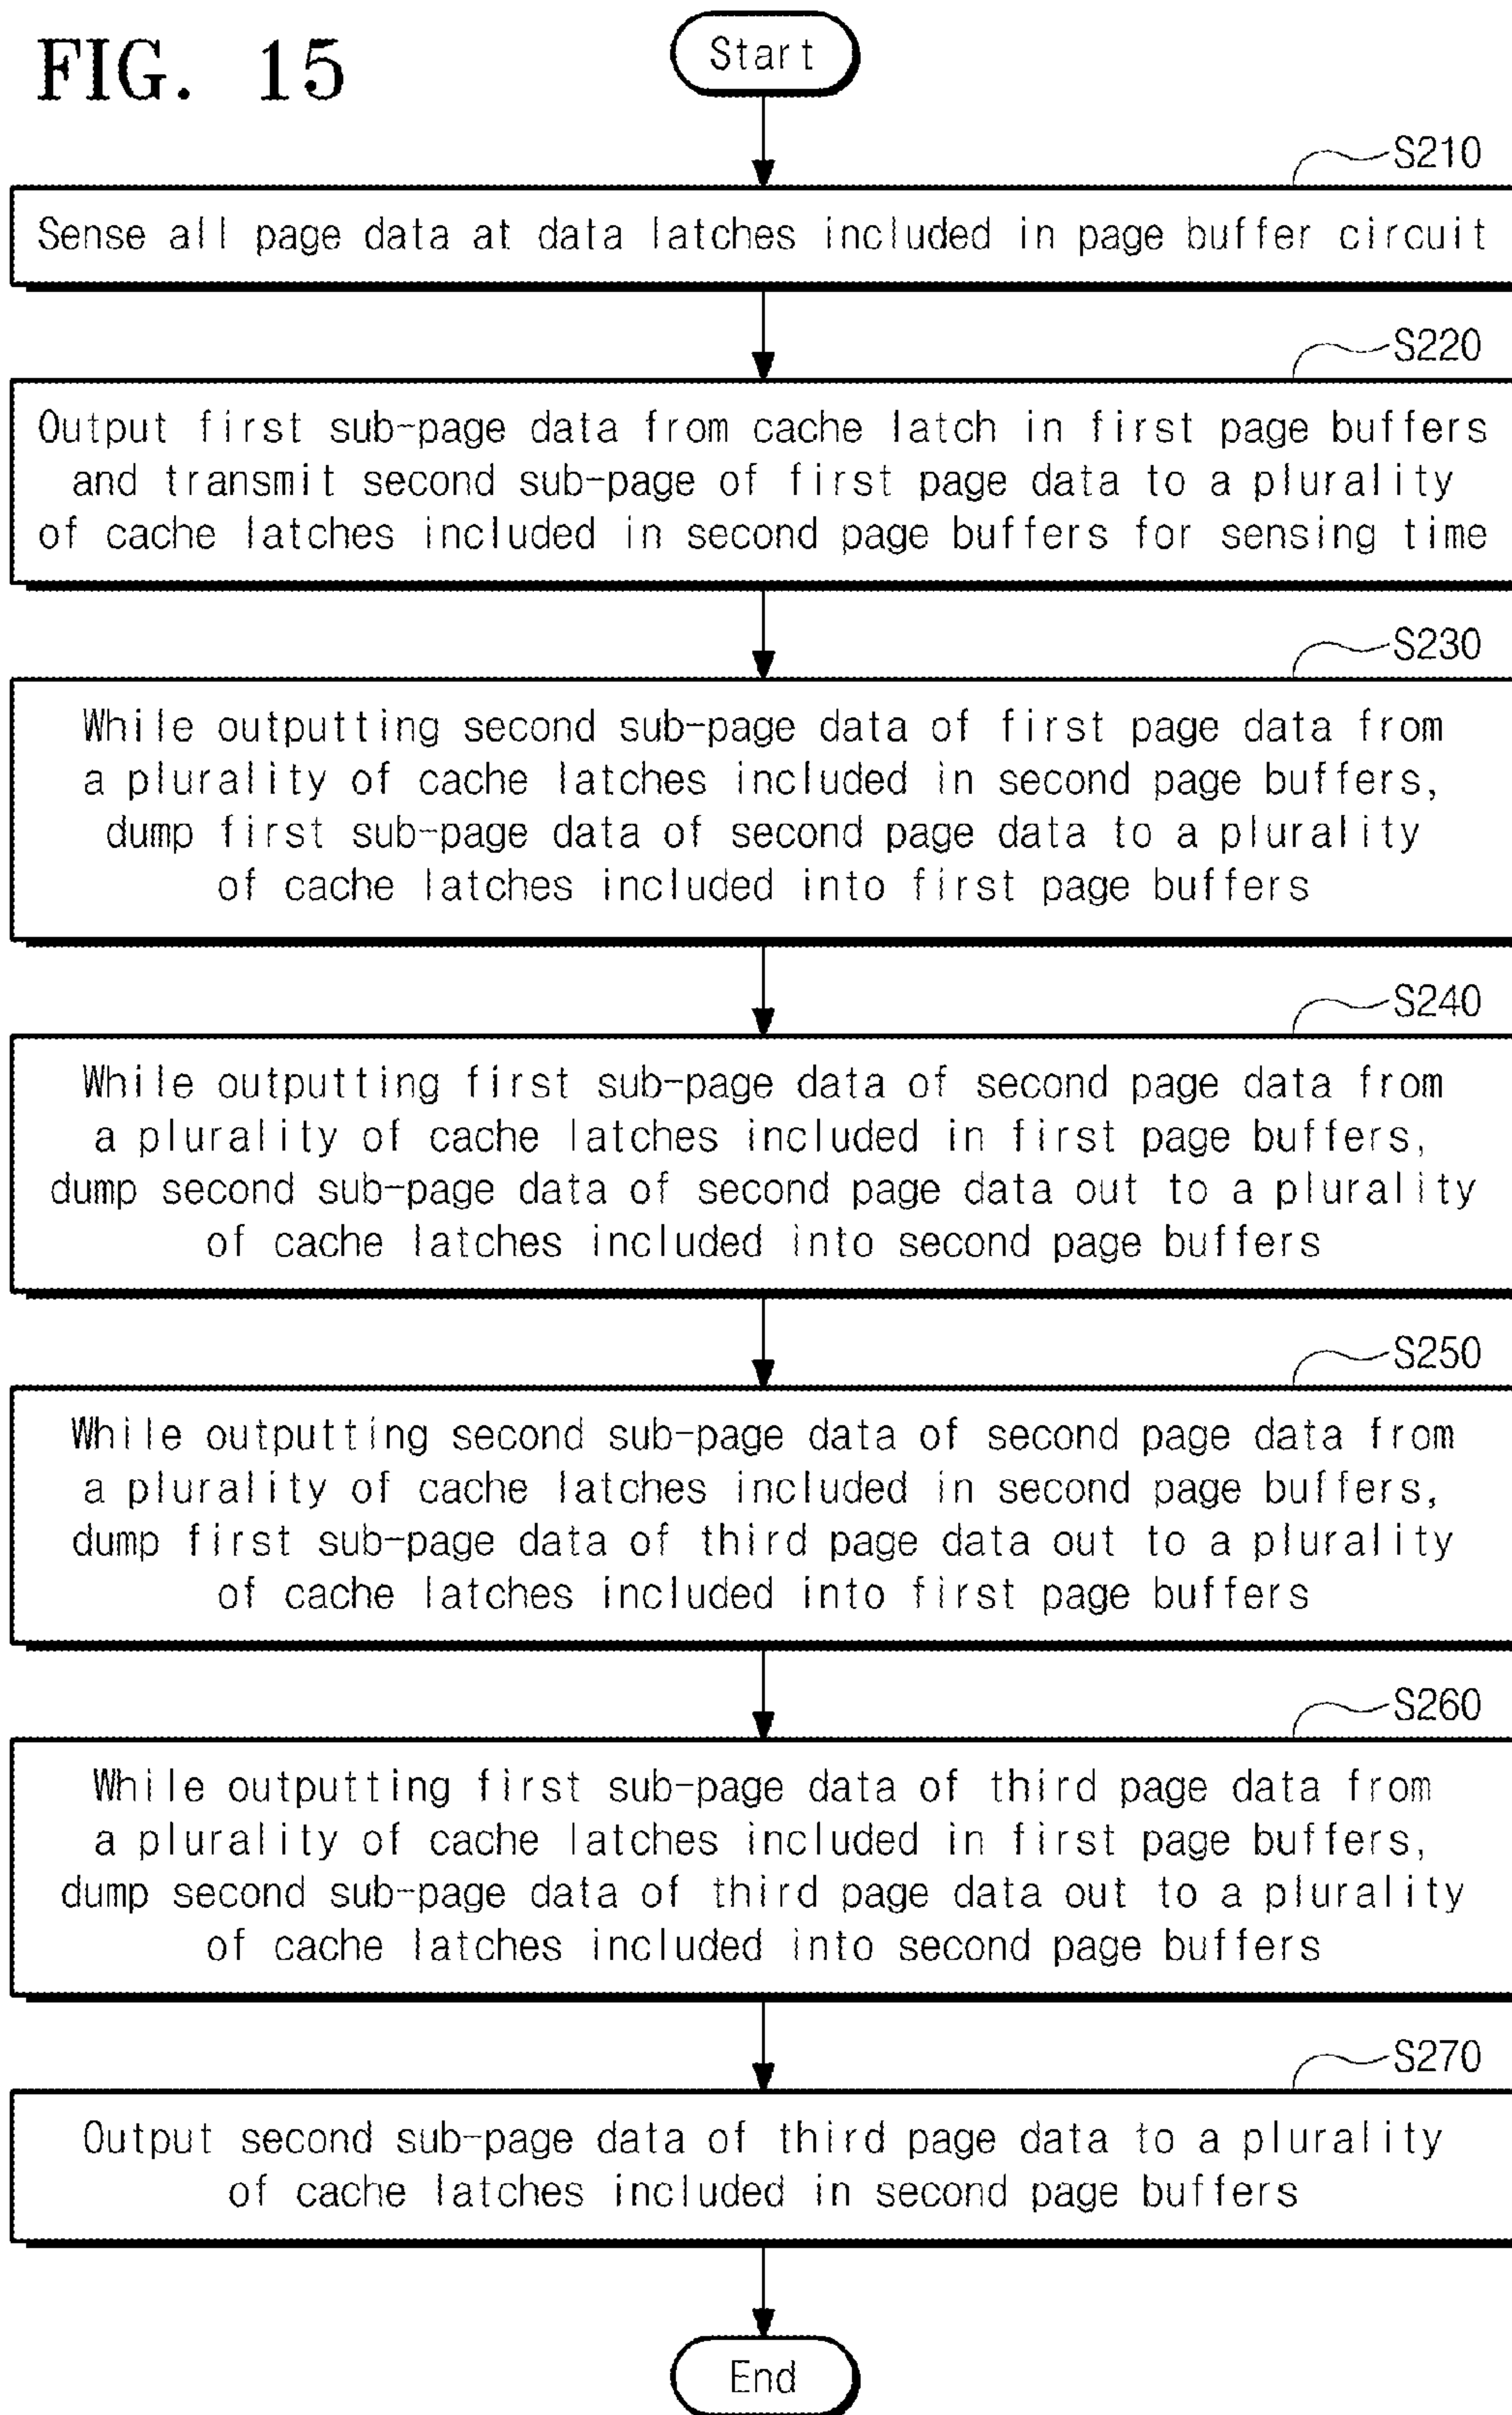 FIG. 15
Start
S210
Sense all page data at data latches included in page buffer circuit
S220
Output first sub-page data from cache latch in first page buffers
and transmit second sub-page of first page data to a plurality
of cache latches included in second page buffers for sensing time
S230
While outputting second sub-page data of first page data from
a plurality of cache latches included in second page buffers,
dump first sub-page data of second page data to a plurality
of cache latches included into first page buffers
S240
While outputting first sub-page data of second page data from
a plurality of cache latches included in first page buffers,
dump second sub-page data of second page data out to a plurality
of cache latches included into second page buffers
S250
While outputting second sub-page data of second page data from
a plurality of cache latches included in second page buffers,
dump first sub-page data of third page data out to a plurality
of cache latches included into first page buffers
S260
While outputting first sub-page data of third page data from
a plurality of cache latches included in first page buffers,
dump second sub-page data of third page data out to a plurality
of cache latches included into second page buffers
S270
Output second sub-page data of third page data to a plurality
of cache latches included in second page buffers
End